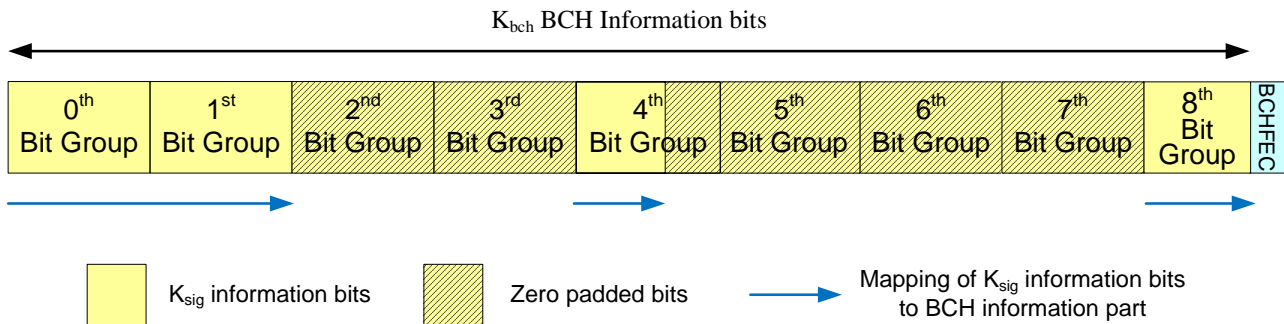 K_bch BCH Information bits
0th
Bit Group
1st
Bit Group
2nd
Bit Group
3rd
Bit Group
4th
Bit Group
5th
Bit Group
6th
Bit Group
7th
Bit Group
8th
Bit
Group
BCHFEC
K_sig information bits
Zero padded bits
Mapping of K_sig information bits
to BCH information part